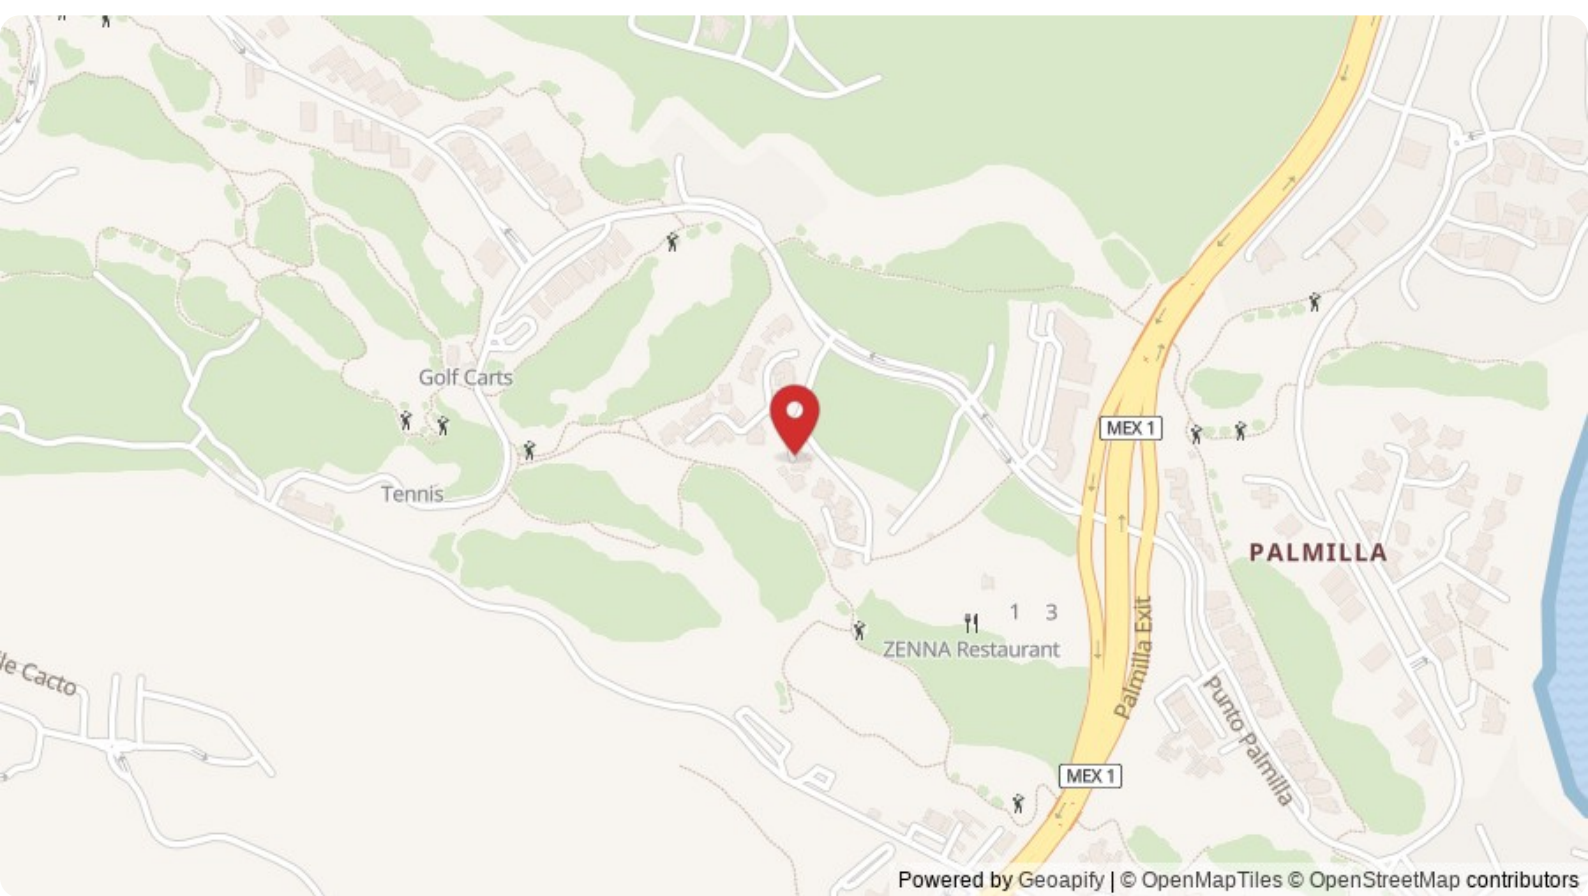 Golf Carts
MEX 1
Tennis
PALMILLA
1 3
ZENNA Restaurant
Palmilla Exit
Cacto
Punto Palmilla
MEX 1
Powered by Geoapify | © OpenMapTiles © OpenStreetMap contributors